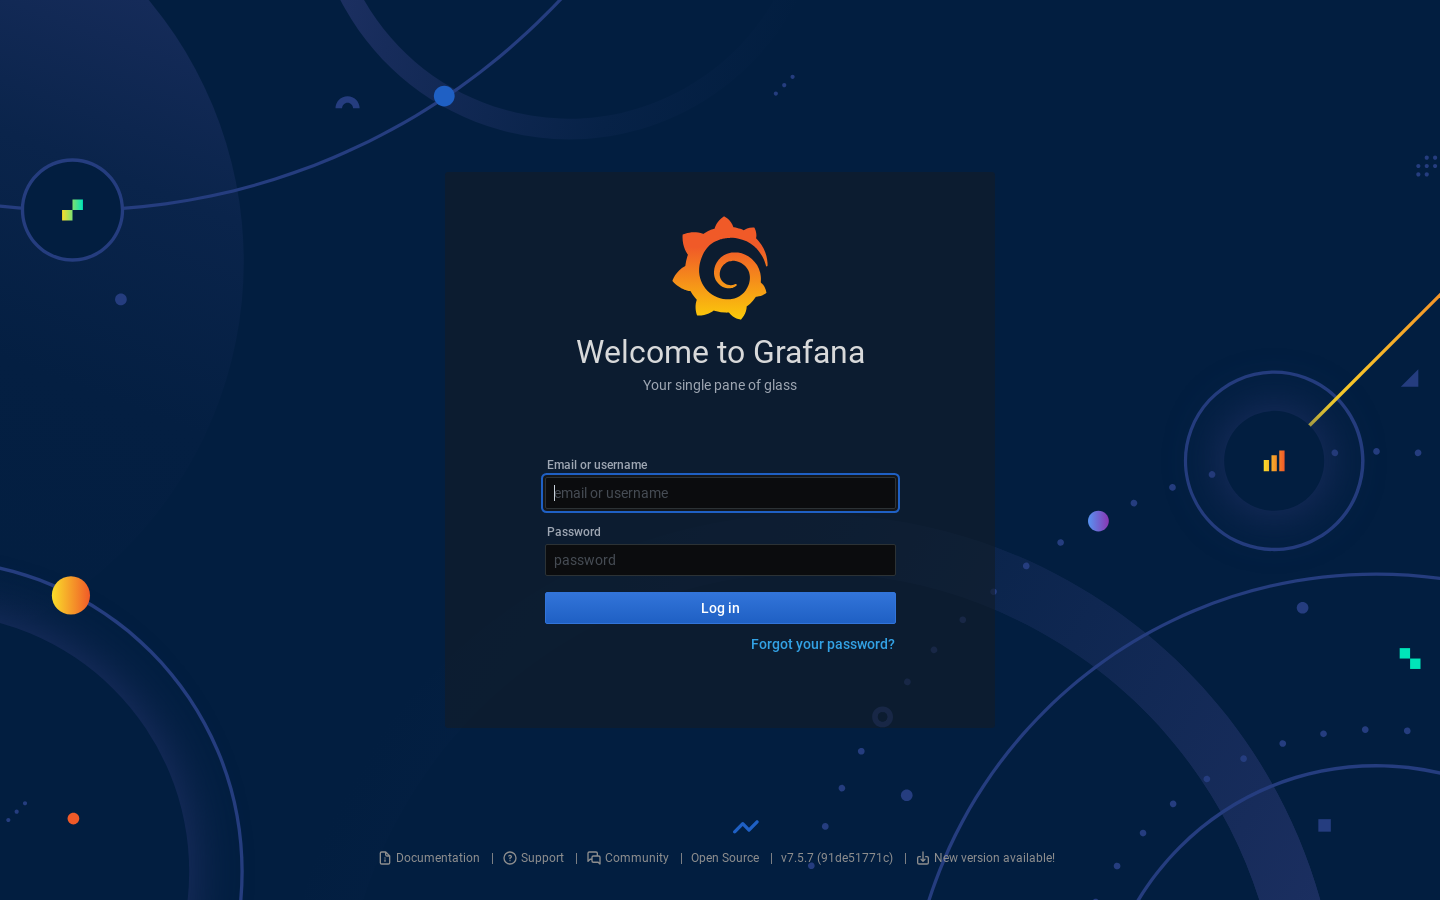 Welcome to Grafana
Your single pane of glass
Email or username
email or username
Password
password
Log in
Forgot your password?
Documentation | Support | Community | Open Source | v7.5.7 (91de51771c) | New version available!